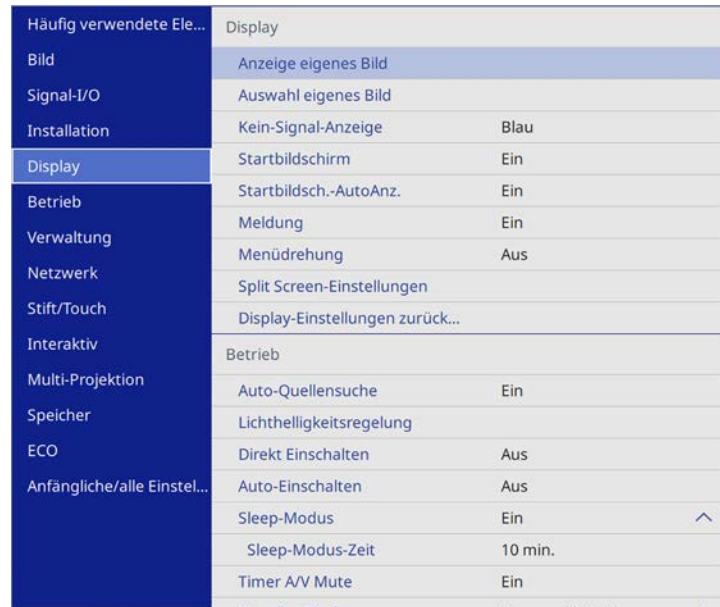 Häufig verwendete Ele...
Bild
Signal-I/O
Installation
Display
Betrieb
Verwaltung
Netzwerk
Stift/Touch
Interaktiv
Multi-Projektion
Speicher
ECO
Anfängliche/alle Einstel...
Display
Anzeige eigenes Bild
Auswahl eigenes Bild
Kein-Signal-Anzeige Blau
Startbildschirm Ein
Startbildsch.-AutoAnz. Ein
Meldung Ein
Menüdrehung Aus
Split Screen-Einstellungen
Display-Einstellungen zurück...
Betrieb
Auto-Quellensuche Ein
Lichthelligkeitsregelung
Direkt Einschalten Aus
Auto-Einschalten Aus
Sleep-Modus Ein
Sleep-Modus-Zeit 10 min.
Timer A/V Mute Ein